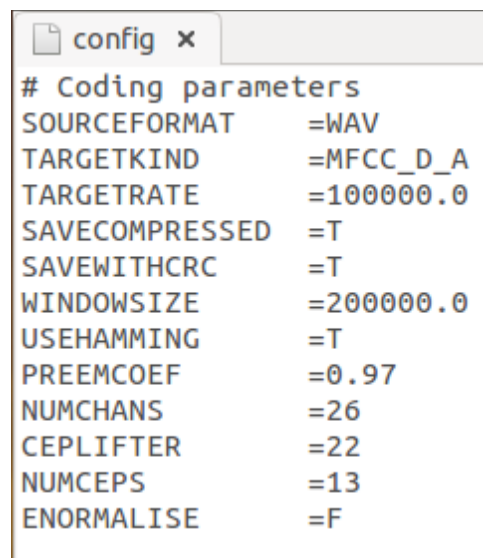 config ×
# Coding parameters
SOURCEFORMAT =WAV
TARGETKIND =MFCC_D_A
TARGETRATE =100000.0
SAVECOMPRESSED =T
SAVEWITHCRC =T
WINDOWSIZE =200000.0
USEHAMMING =T
PREEMCOEF =0.97
NUMCHANS =26
CEPLIFTER =22
NUMCEPS =13
ENORMALISE =F